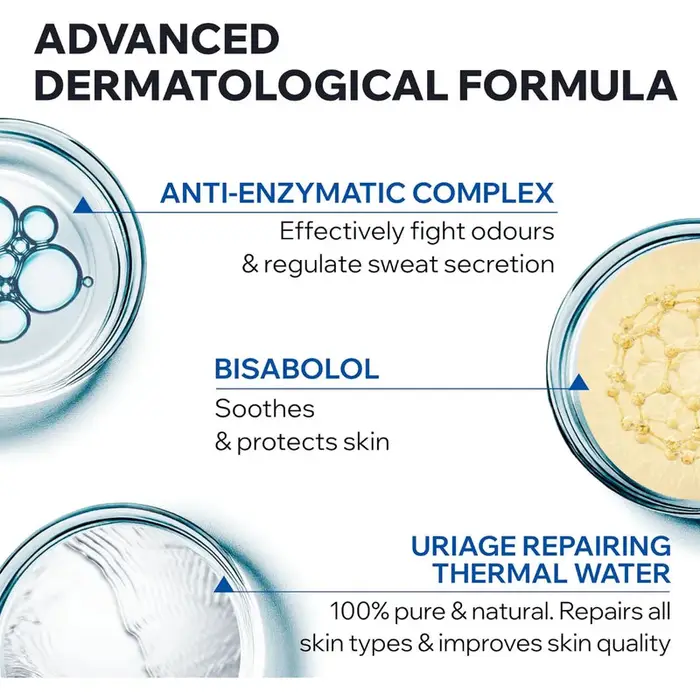 ADVANCED
DERMATOLOGICAL FORMULA
ANTI-ENZYMATIC COMPLEX
Effectively fight odours
& regulate sweat secretion
BISABOLOL
Soothes
& protects skin
URIAGE REPAIRING
THERMAL WATER
100% pure & natural. Repairs all
skin types & improves skin quality